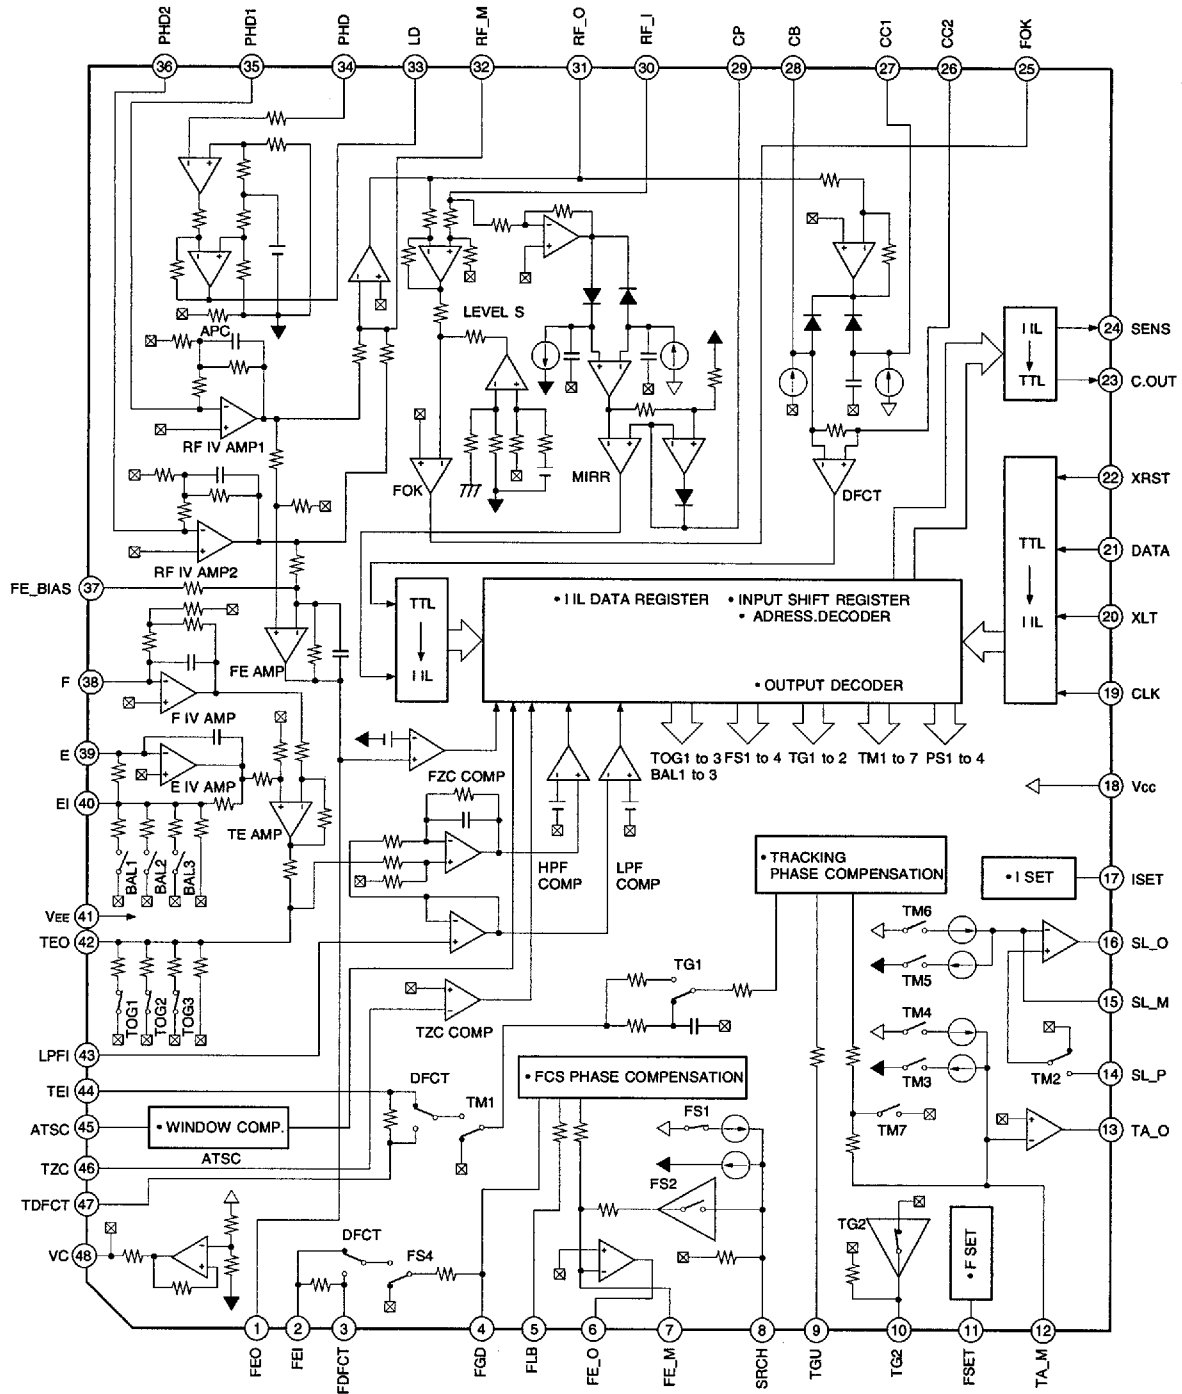 PHD2 PHD1 PHD LD RF_M RF_O RF_I CP CB CC1 CC2 FOK
36 35 34 33 32 31 30 29 28 27 26 25
APC
LEVEL S
IIL
TTL
24 SENS
23 C.OUT
RF IV AMP1
FOK
MIRR
DFCT
22 XRST
RF IV AMP2
TTL
IIL
21 DATA
20 XLT
19 CLK
FE_BIAS 37
TTL
IIL
• IIL DATA REGISTER
• INPUT SHIFT REGISTER
• ADRESS.DECODER
• OUTPUT DECODER
FE AMP
F 38
F IV AMP
TOG1 to 3 FS1 to 4 TG1 to 2 TM1 to 7 PS1 to 4
BAL1 to 3
E 39
E IV AMP
FZC COMP
18 Vcc
EI 40
TE AMP
HPF
COMP
LPF
COMP
• TRACKING
PHASE COMPENSATION
BAL1 BAL2 BAL3
• I SET
17 ISET
VEE 41
TM6
TEO 42
16 SL_O
TM5
TG1
15 SL_M
TOG1 TOG2 TOG3
TZC COMP
TM4
LPFI 43
TM3
TM2
14 SL_P
TEI 44
• FCS PHASE COMPENSATION
DFCT
TM1
FS1
ATSC 45
• WINDOW COMP.
TM7
13 TA_O
ATSC
TZC 46
FS2
TDFCT 47
TG2
DFCT
FS4
• F SET
VC 48
1 2 3 4 5 6 7 8 9 10 11 12
FEO FEI FDFCT FGD FLB FE_O FE_M SRCH TGU TG2 FSET TA_M